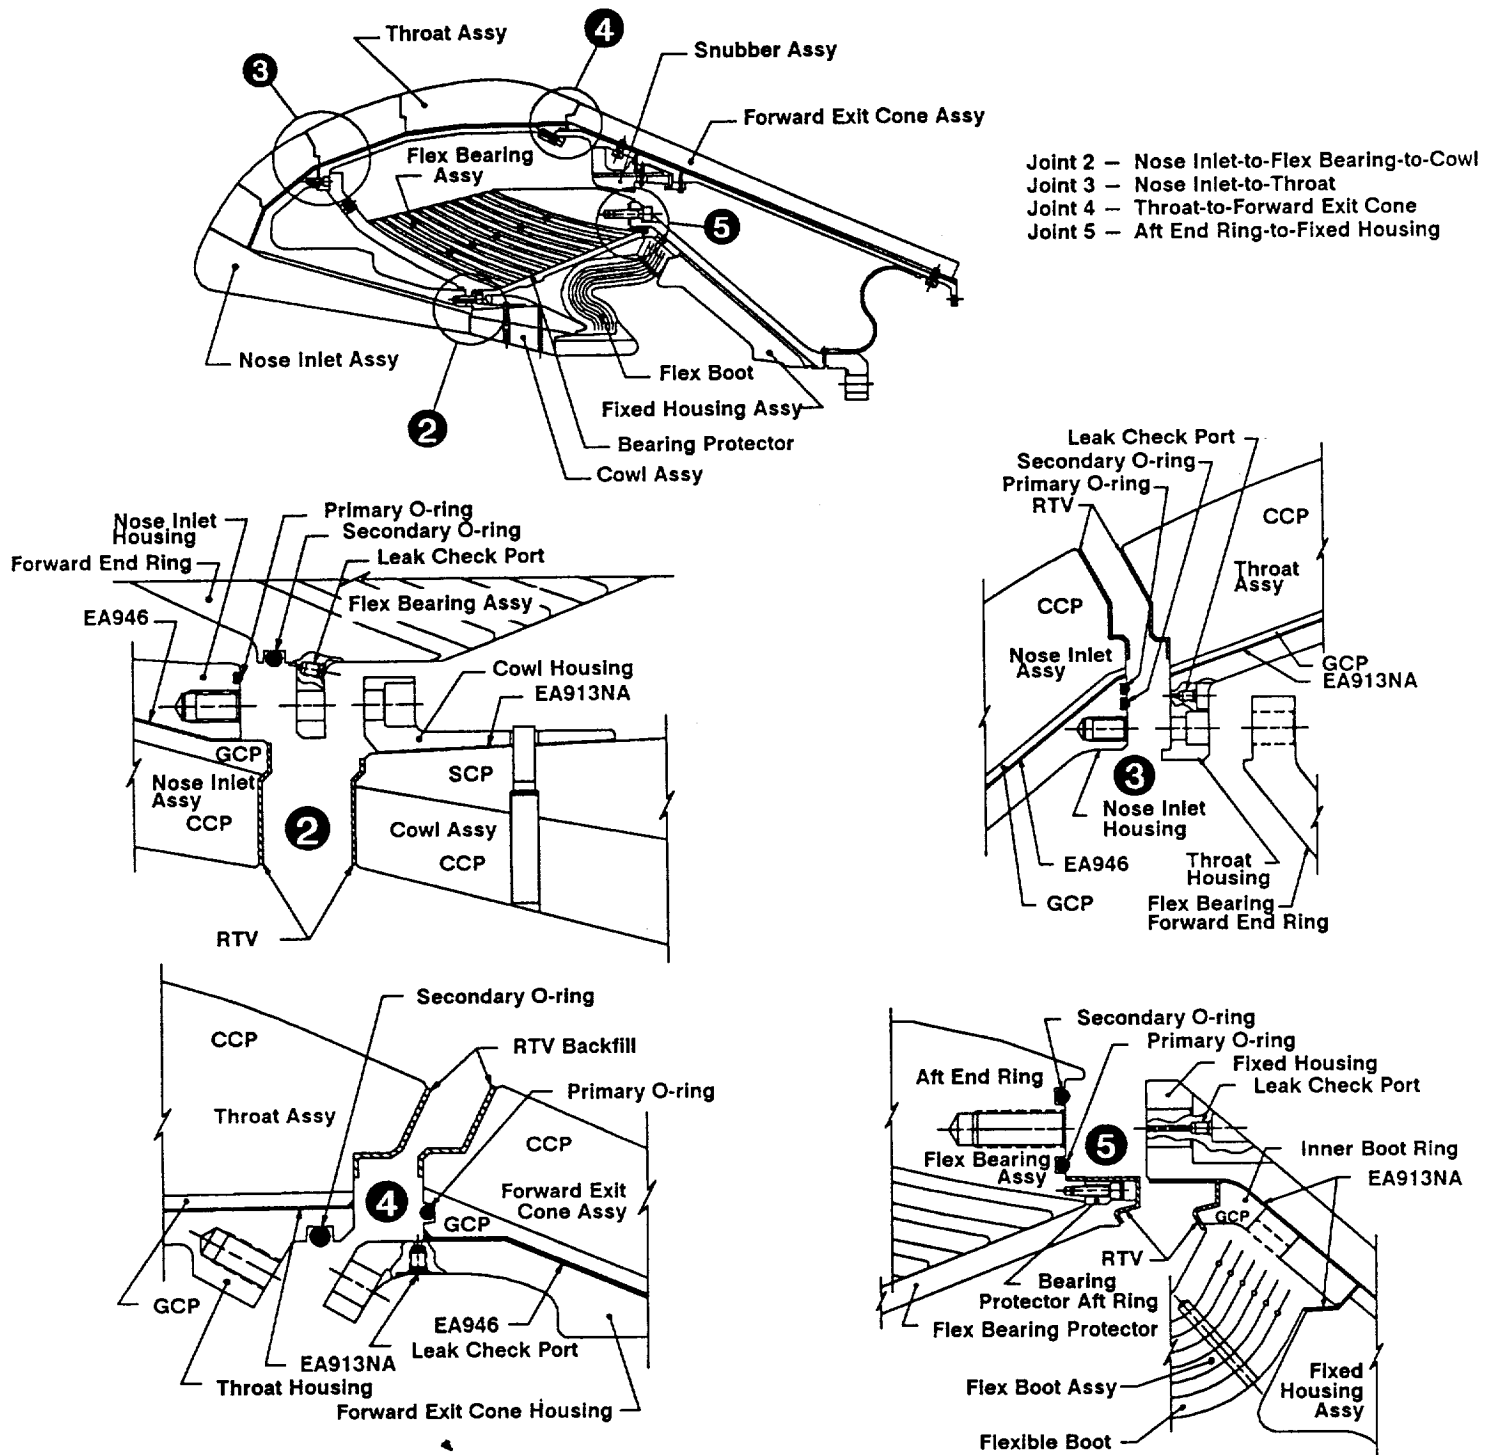 Throat Assy
4
3
Snubber Assy
Forward Exit Cone Assy
Flex Bearing
Assy
5
Nose Inlet Assy
2
Flex Boot
Fixed Housing Assy
Bearing Protector
Cowl Assy
Joint 2 – Nose Inlet-to-Flex Bearing-to-Cowl
Joint 3 – Nose Inlet-to-Throat
Joint 4 – Throat-to-Forward Exit Cone
Joint 5 – Aft End Ring-to-Fixed Housing
Nose Inlet
Housing
Primary O-ring
Secondary O-ring
Leak Check Port
Forward End Ring
Flex Bearing Assy
EA946
Cowl Housing
EA913NA
GCP
Nose Inlet
Assy
CCP
2
SCP
Cowl Assy
CCP
RTV
Leak Check Port
Secondary O-ring
Primary O-ring
RTV
CCP
Throat
Assy
CCP
Nose Inlet
Assy
GCP
EA913NA
3
Nose Inlet
Housing
EA946
GCP
Throat
Housing
Flex Bearing
Forward End Ring
Secondary O-ring
CCP
RTV Backfill
Primary O-ring
Throat Assy
CCP
4
Forward Exit
Cone Assy
GCP
GCP
EA946
Leak Check Port
EA913NA
Throat Housing
Forward Exit Cone Housing
Secondary O-ring
Primary O-ring
Fixed Housing
Leak Check Port
Aft End Ring
5
Flex Bearing
Assy
Inner Boot Ring
EA913NA
GCP
RTV
Bearing
Protector Aft Ring
Flex Bearing Protector
Flex Boot Assy
Flexible Boot
Fixed
Housing
Assy